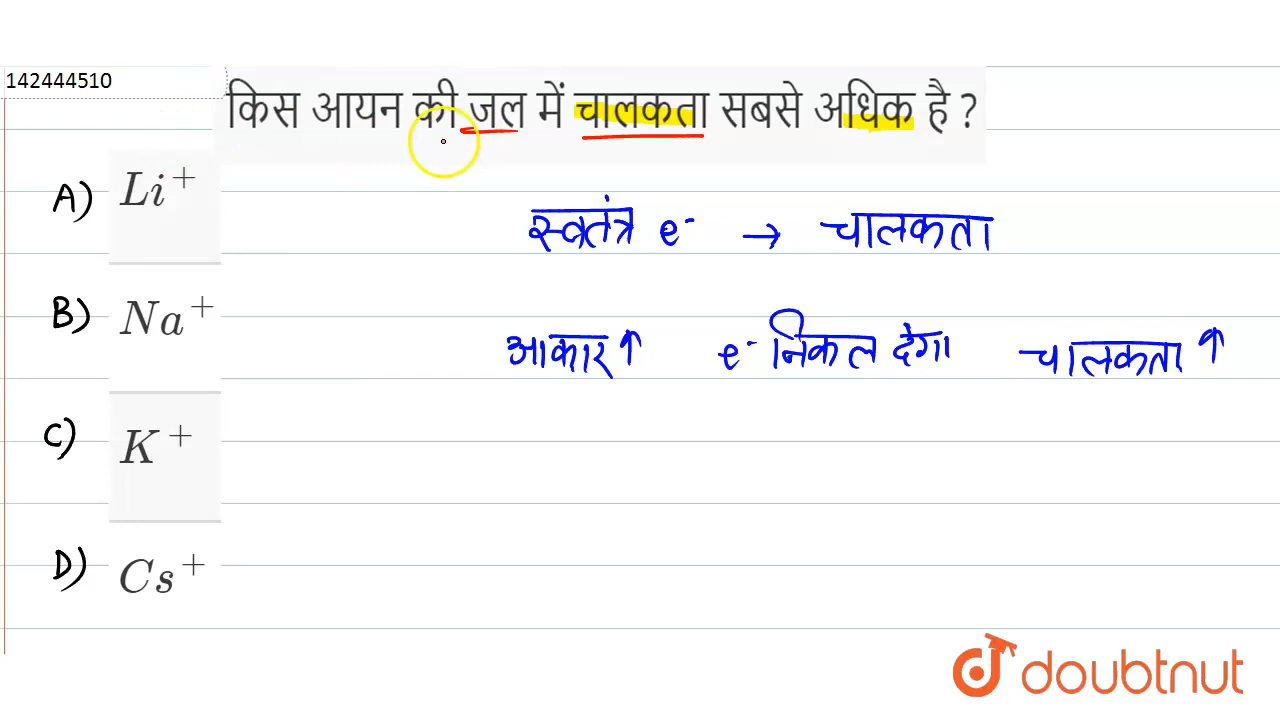 142444510
किस आयन की जल में चालकता सबसे अधिक है ?
A) Li⁺
स्वतंत्र e⁻ → चालकता
B) Na⁺
आकार ↑ e⁻ निकल देगा चालकता ↑
C) K⁺
D) Cs⁺
doubtnut